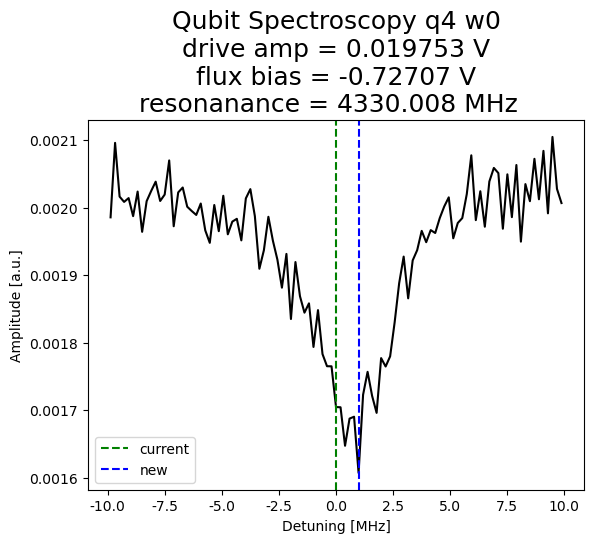 Qubit Spectroscopy q4 w0
drive amp = 0.019753 V
flux bias = -0.72707 V
resonanance = 4330.008 MHz
0.0021
0.0020
0.0019
0.0018
0.0017
0.0016
Amplitude [a.u.]
current
new
-10.0 -7.5 -5.0 -2.5 0.0 2.5 5.0 7.5 10.0
Detuning [MHz]